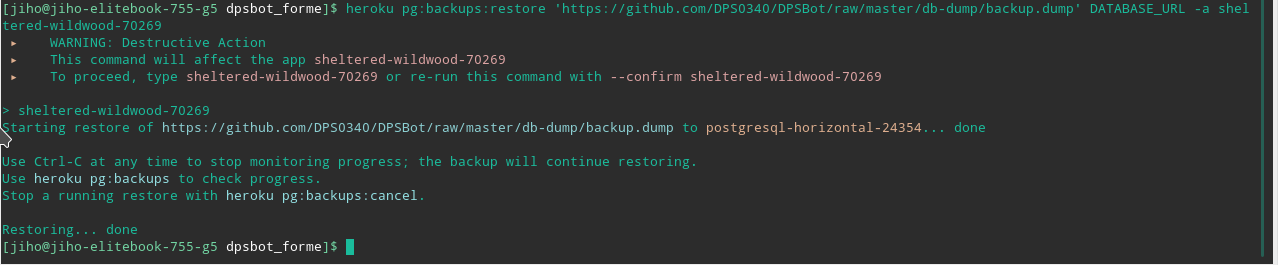 [jiho@jiho-elitebook-755-g5 dpsbot_forme]$ heroku pg:backups:restore 'https://github.com/DPS0340/DPSBot/raw/master/db-dump/backup.dump' DATABASE_URL -a shel
tered-wildwood-70269
▸    WARNING: Destructive Action
▸    This command will affect the app sheltered-wildwood-70269
▸    To proceed, type sheltered-wildwood-70269 or re-run this command with --confirm sheltered-wildwood-70269
> sheltered-wildwood-70269
Starting restore of https://github.com/DPS0340/DPSBot/raw/master/db-dump/backup.dump to postgresql-horizontal-24354... done
Use Ctrl-C at any time to stop monitoring progress; the backup will continue restoring.
Use heroku pg:backups to check progress.
Stop a running restore with heroku pg:backups:cancel.
Restoring... done
[jiho@jiho-elitebook-755-g5 dpsbot_forme]$